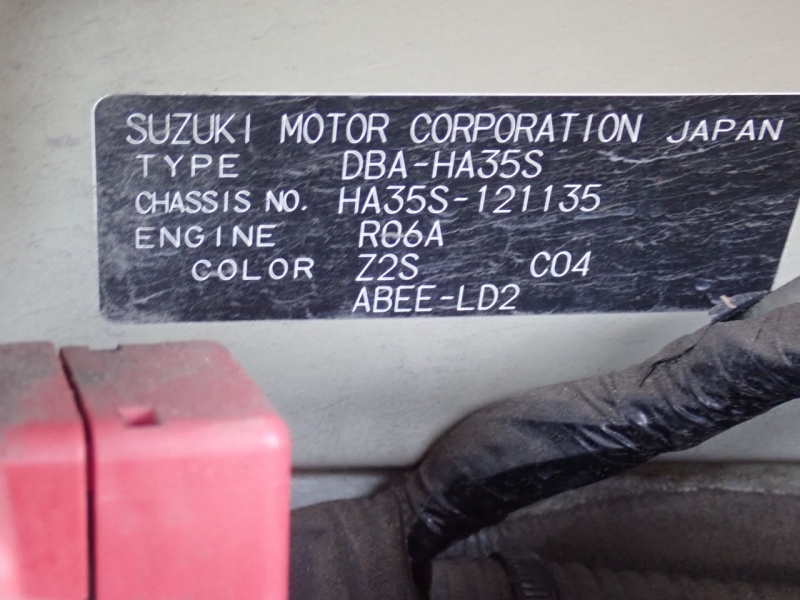 SUZUKI MOTOR CORPORATION JAPAN
TYPE DBA-HA35S
CHASSIS NO. HA35S-121135
ENGINE R06A
COLOR Z2S C04
ABEE-LD2